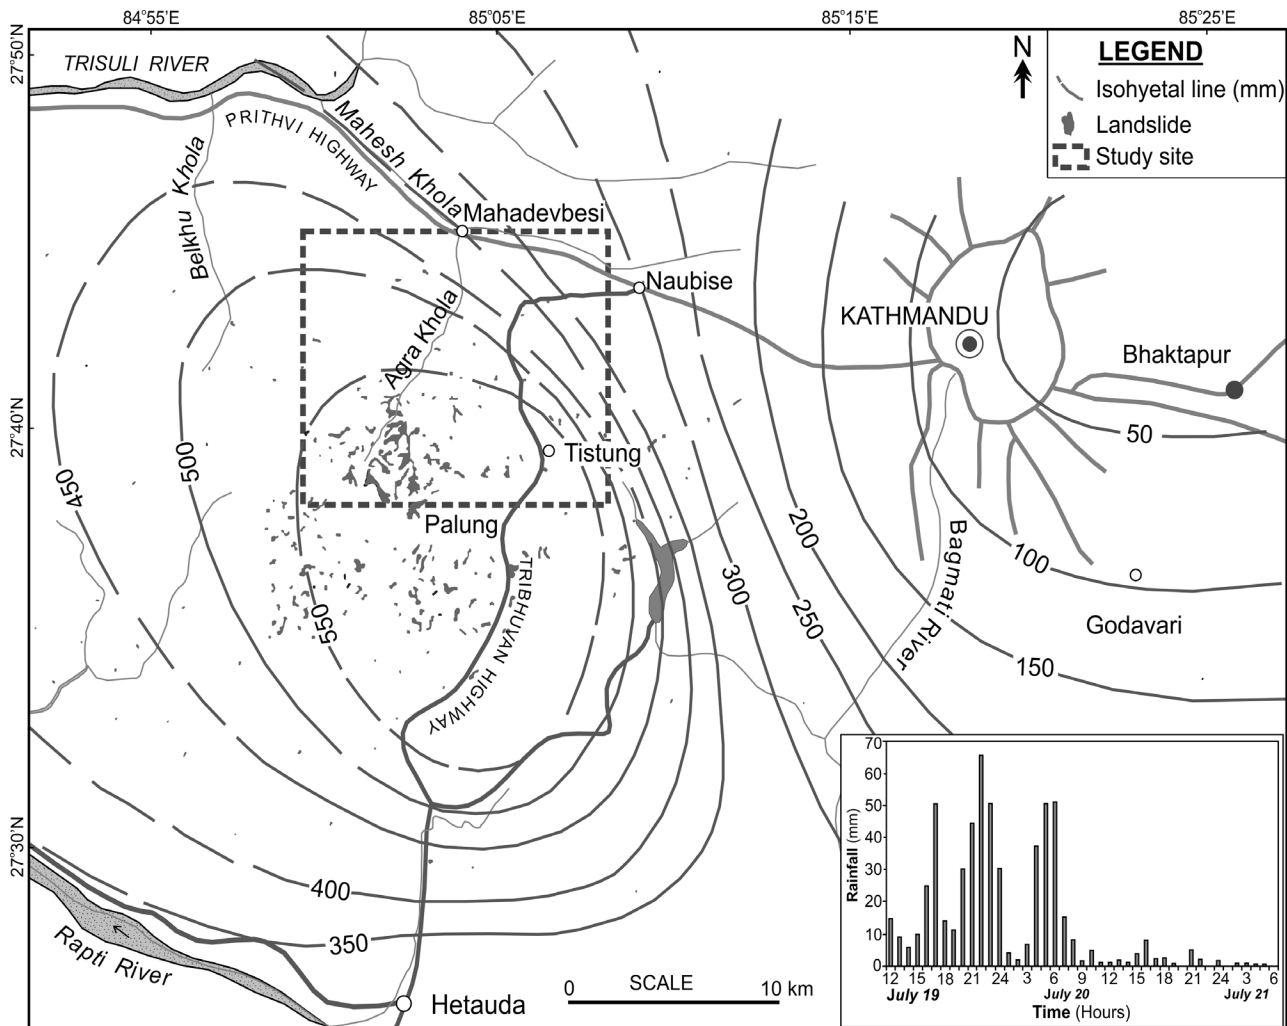 84°55'E
85°05'E
85°15'E
85°25'E
27°50'N
27°40'N
27°30'N
TRISULI RIVER
PRITHVI HIGHWAY
Mahesh Khola
Belkhu Khola
Mahadevbesi
Naubise
Agra Khola
KATHMANDU
Bhaktapur
Tistung
Palung
TRIBHUVAN HIGHWAY
Bagmati River
Godavari
Rapti River
Hetauda
450
500
550
400
350
300
250
200
150
100
50
N
LEGEND
Isohyetal line (mm)
Landslide
Study site
0 SCALE 10 km
70
60
50
40
30
20
10
0
Rainfall (mm)
12 15 18 21 24 3 6 9 12 15 18 21 24 3 6
July 19 July 20 July 21
Time (Hours)